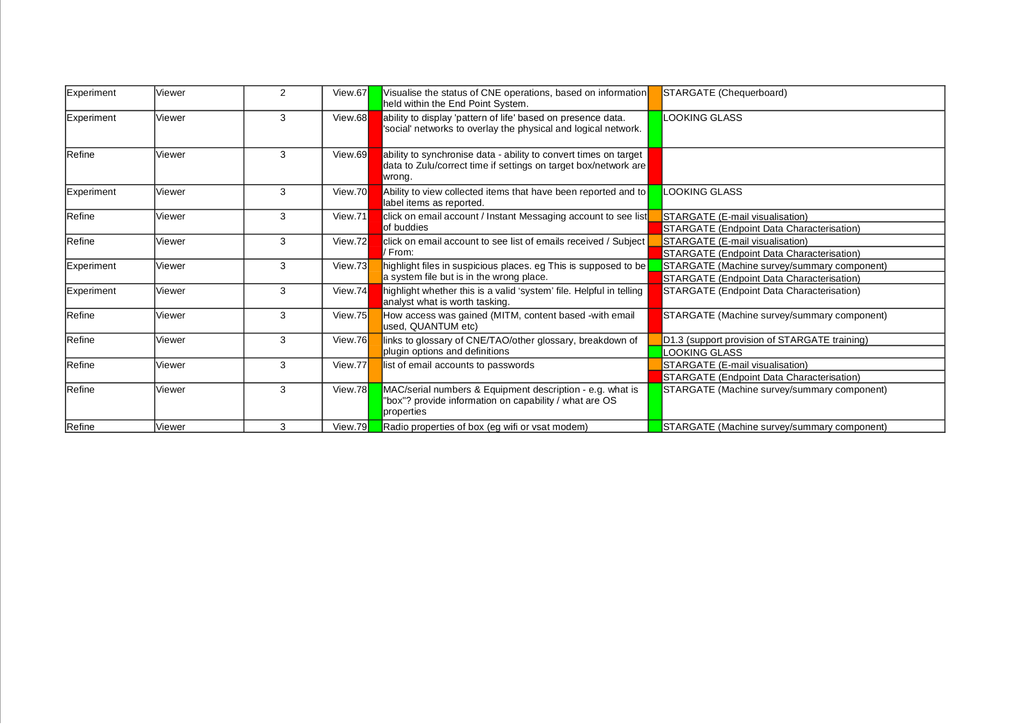 Experiment Viewer 2 View.67 Visualise the status of CNE operations, based on information STARGATE (Chequerboard)
held within the End Point System.
Experiment Viewer 3 View.68 ability to display 'pattern of life' based on presence data. LOOKING GLASS
'social' networks to overlay the physical and logical network.
Refine Viewer 3 View.69 ability to synchronise data - ability to convert times on target
data to Zulu/correct time if settings on target box/network are
wrong.
Experiment Viewer 3 View.70 Ability to view collected items that have been reported and to LOOKING GLASS
label items as reported.
Refine Viewer 3 View.71 click on email account / Instant Messaging account to see list STARGATE (E-mail visualisation)
of buddies STARGATE (Endpoint Data Characterisation)
Refine Viewer 3 View.72 click on email account to see list of emails received / Subject STARGATE (E-mail visualisation)
/ From: STARGATE (Endpoint Data Characterisation)
Experiment Viewer 3 View.73 highlight files in suspicious places. eg This is supposed to be STARGATE (Machine survey/summary component)
a system file but is in the wrong place. STARGATE (Endpoint Data Characterisation)
Experiment Viewer 3 View.74 highlight whether this is a valid 'system' file. Helpful in telling STARGATE (Endpoint Data Characterisation)
analyst what is worth tasking.
Refine Viewer 3 View.75 How access was gained (MITM, content based -with email STARGATE (Machine survey/summary component)
used, QUANTUM etc)
Refine Viewer 3 View.76 links to glossary of CNE/TAO/other glossary, breakdown of D1.3 (support provision of STARGATE training)
plugin options and definitions LOOKING GLASS
Refine Viewer 3 View.77 list of email accounts to passwords STARGATE (E-mail visualisation)
STARGATE (Endpoint Data Characterisation)
Refine Viewer 3 View.78 MAC/serial numbers & Equipment description - e.g. what is STARGATE (Machine survey/summary component)
"box"? provide information on capability / what are OS
properties
Refine Viewer 3 View.79 Radio properties of box (eg wifi or vsat modem) STARGATE (Machine survey/summary component)